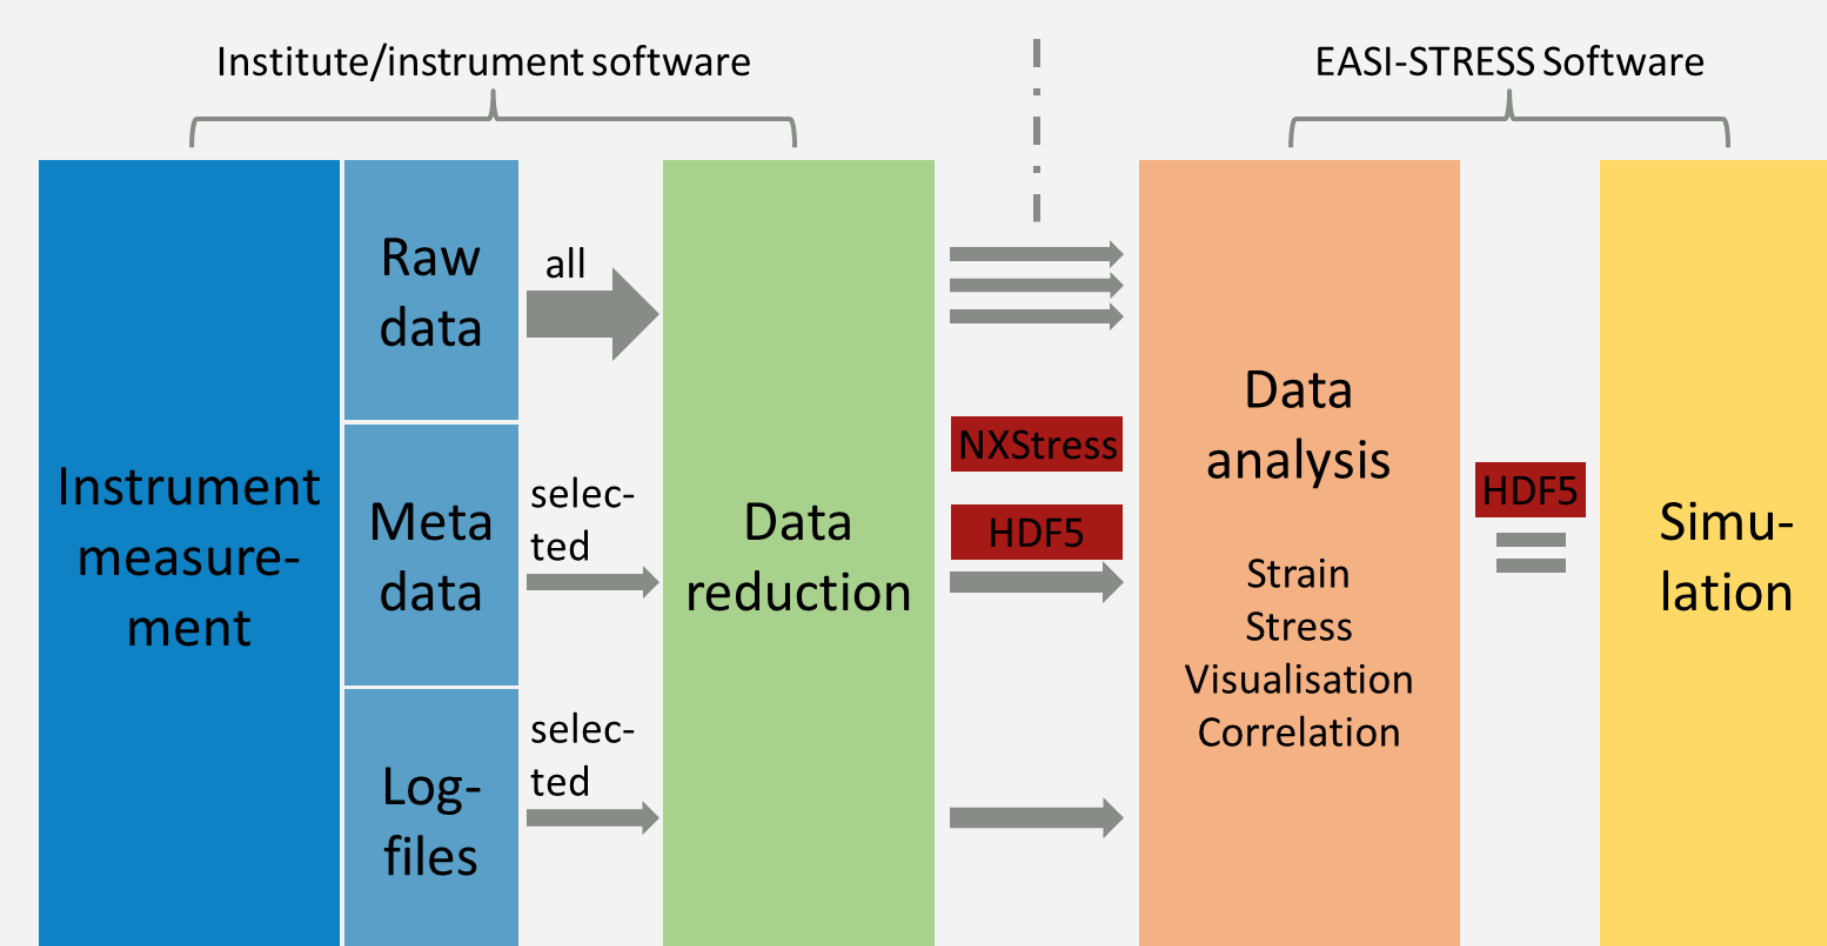 Institute/instrument software
EASI-STRESS Software
Instrument
measure-
ment
Raw
data
all
Meta
data
selec-
ted
Log-
files
selec-
ted
Data
reduction
NXStress
HDF5
Data
analysis
Strain
Stress
Visualisation
Correlation
HDF5
Simu-
lation